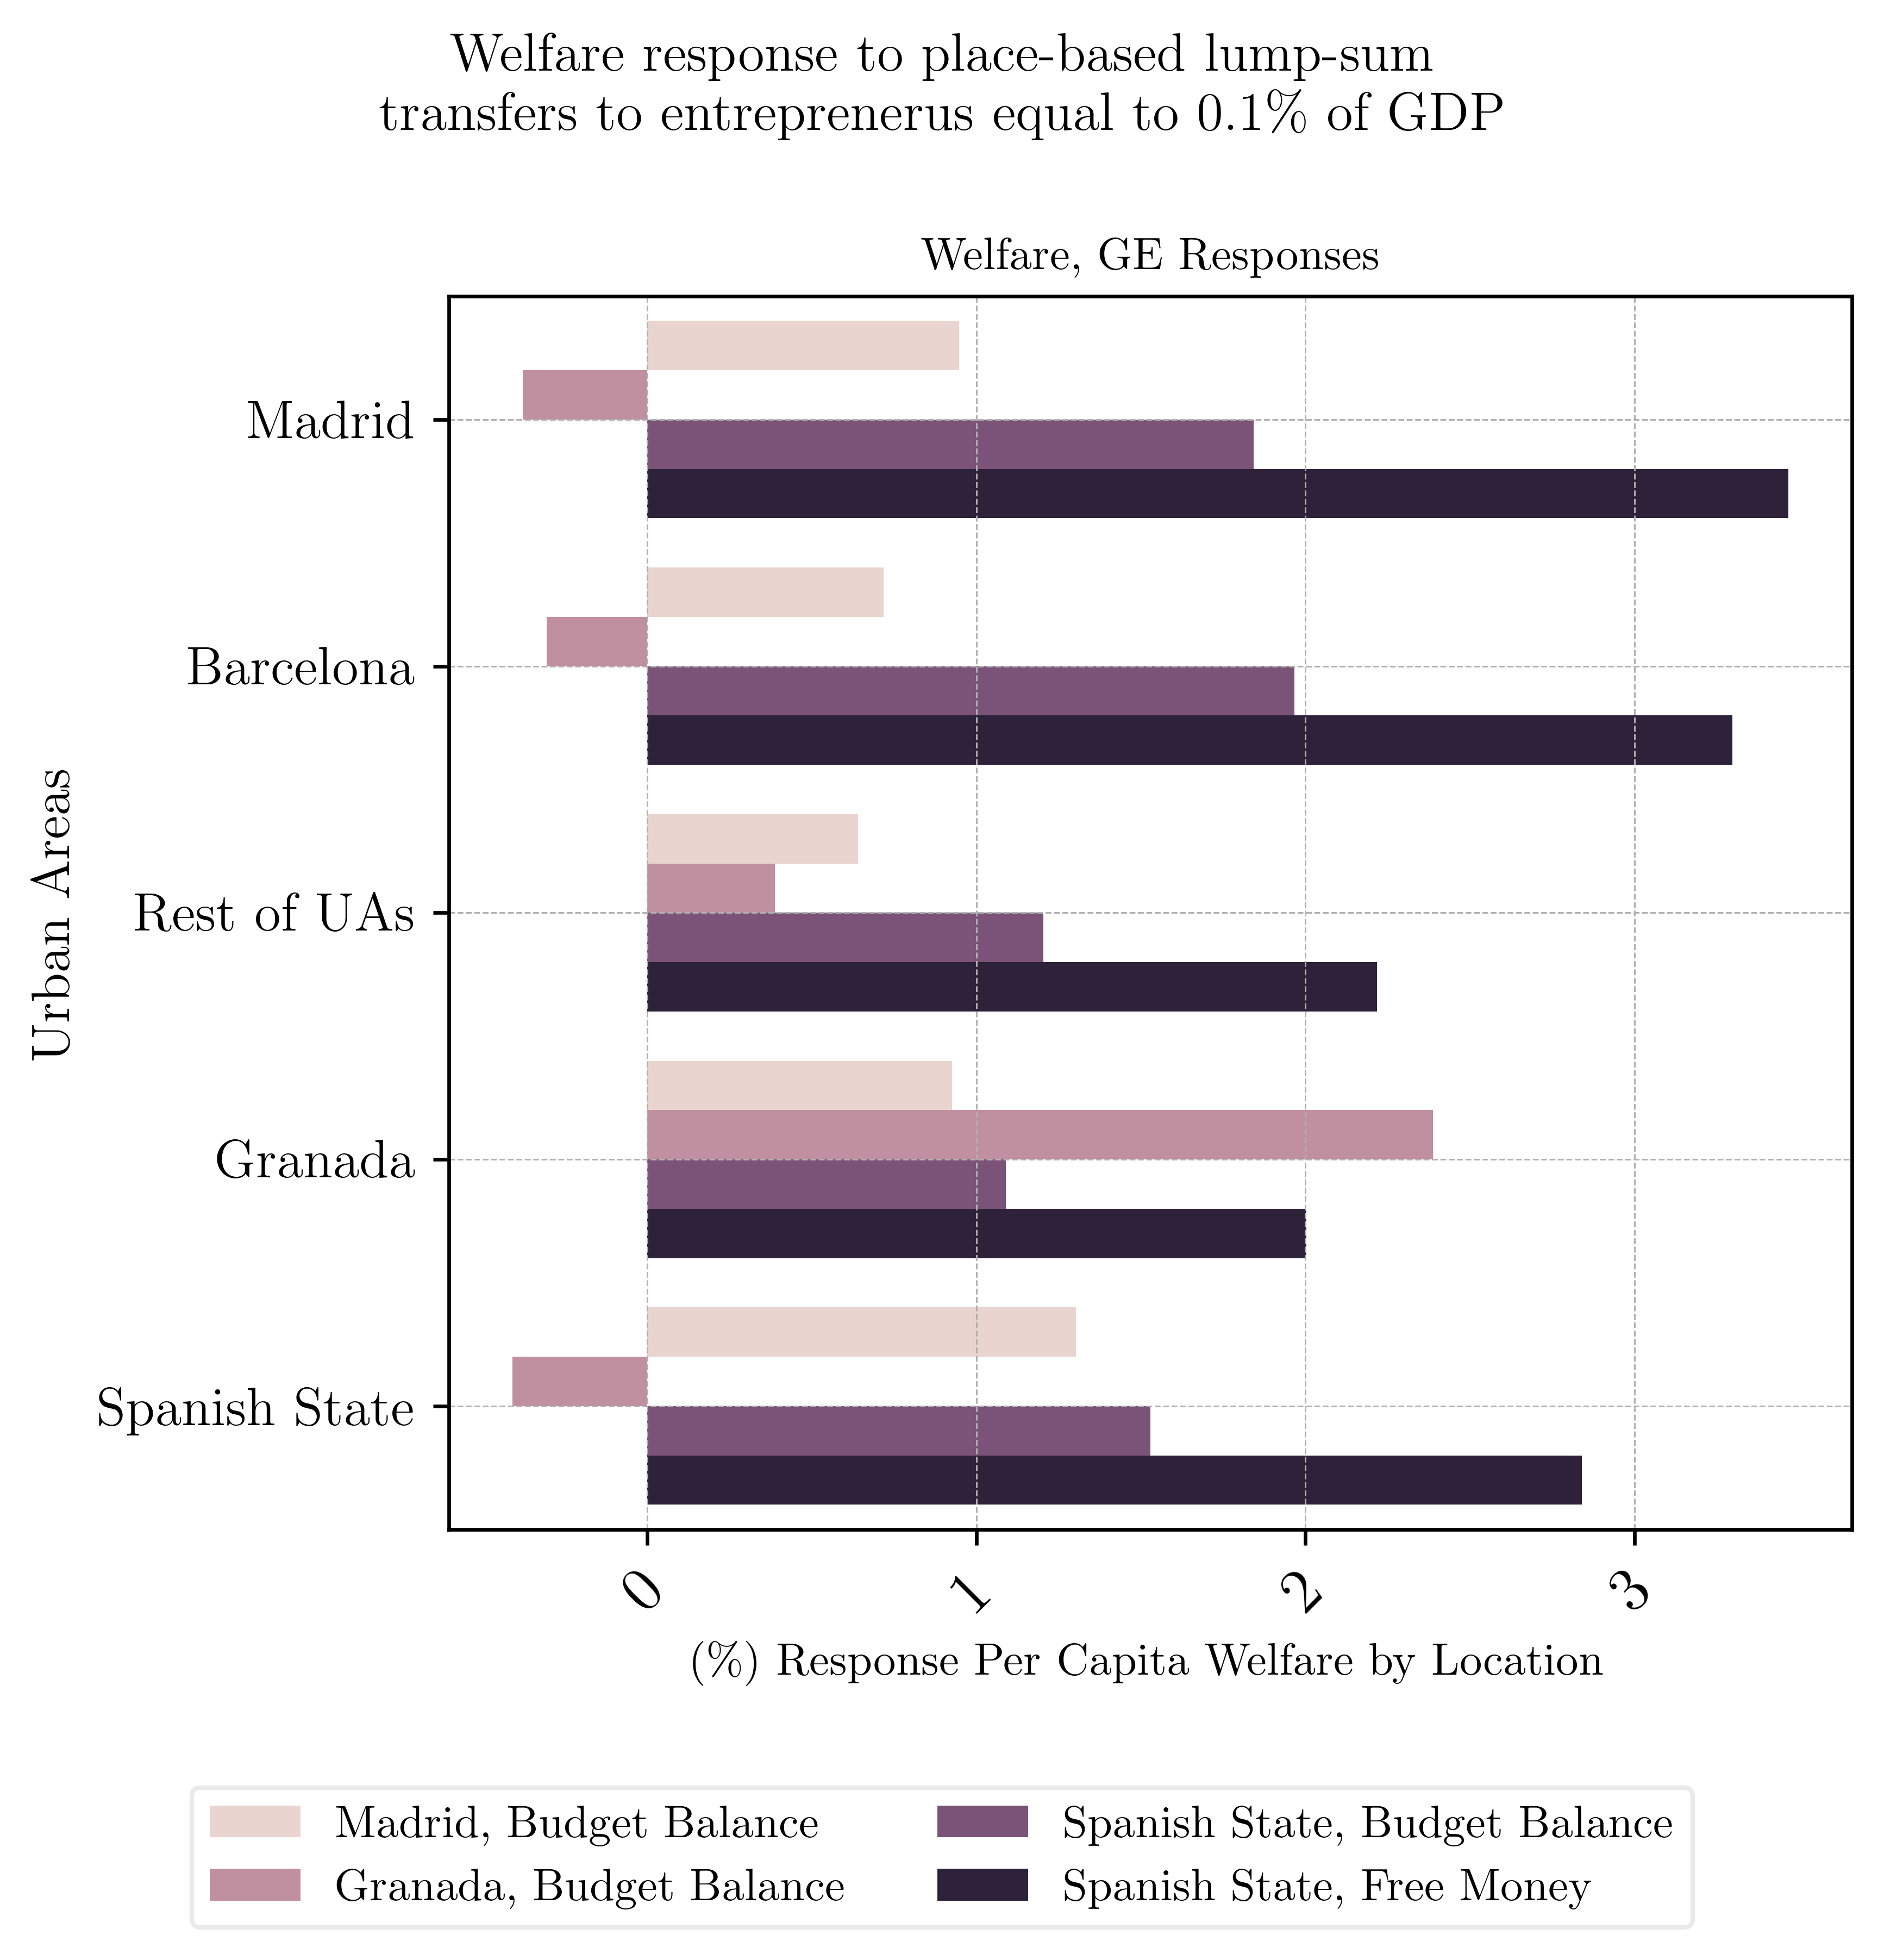 Welfare response to place-based lump-sum
transfers to entreprenerus equal to 0.1% of GDP
Welfare, GE Responses
Urban Areas
Madrid
Barcelona
Rest of UAs
Granada
Spanish State
0
1
2
3
(%) Response Per Capita Welfare by Location
Madrid, Budget Balance
Granada, Budget Balance
Spanish State, Budget Balance
Spanish State, Free Money